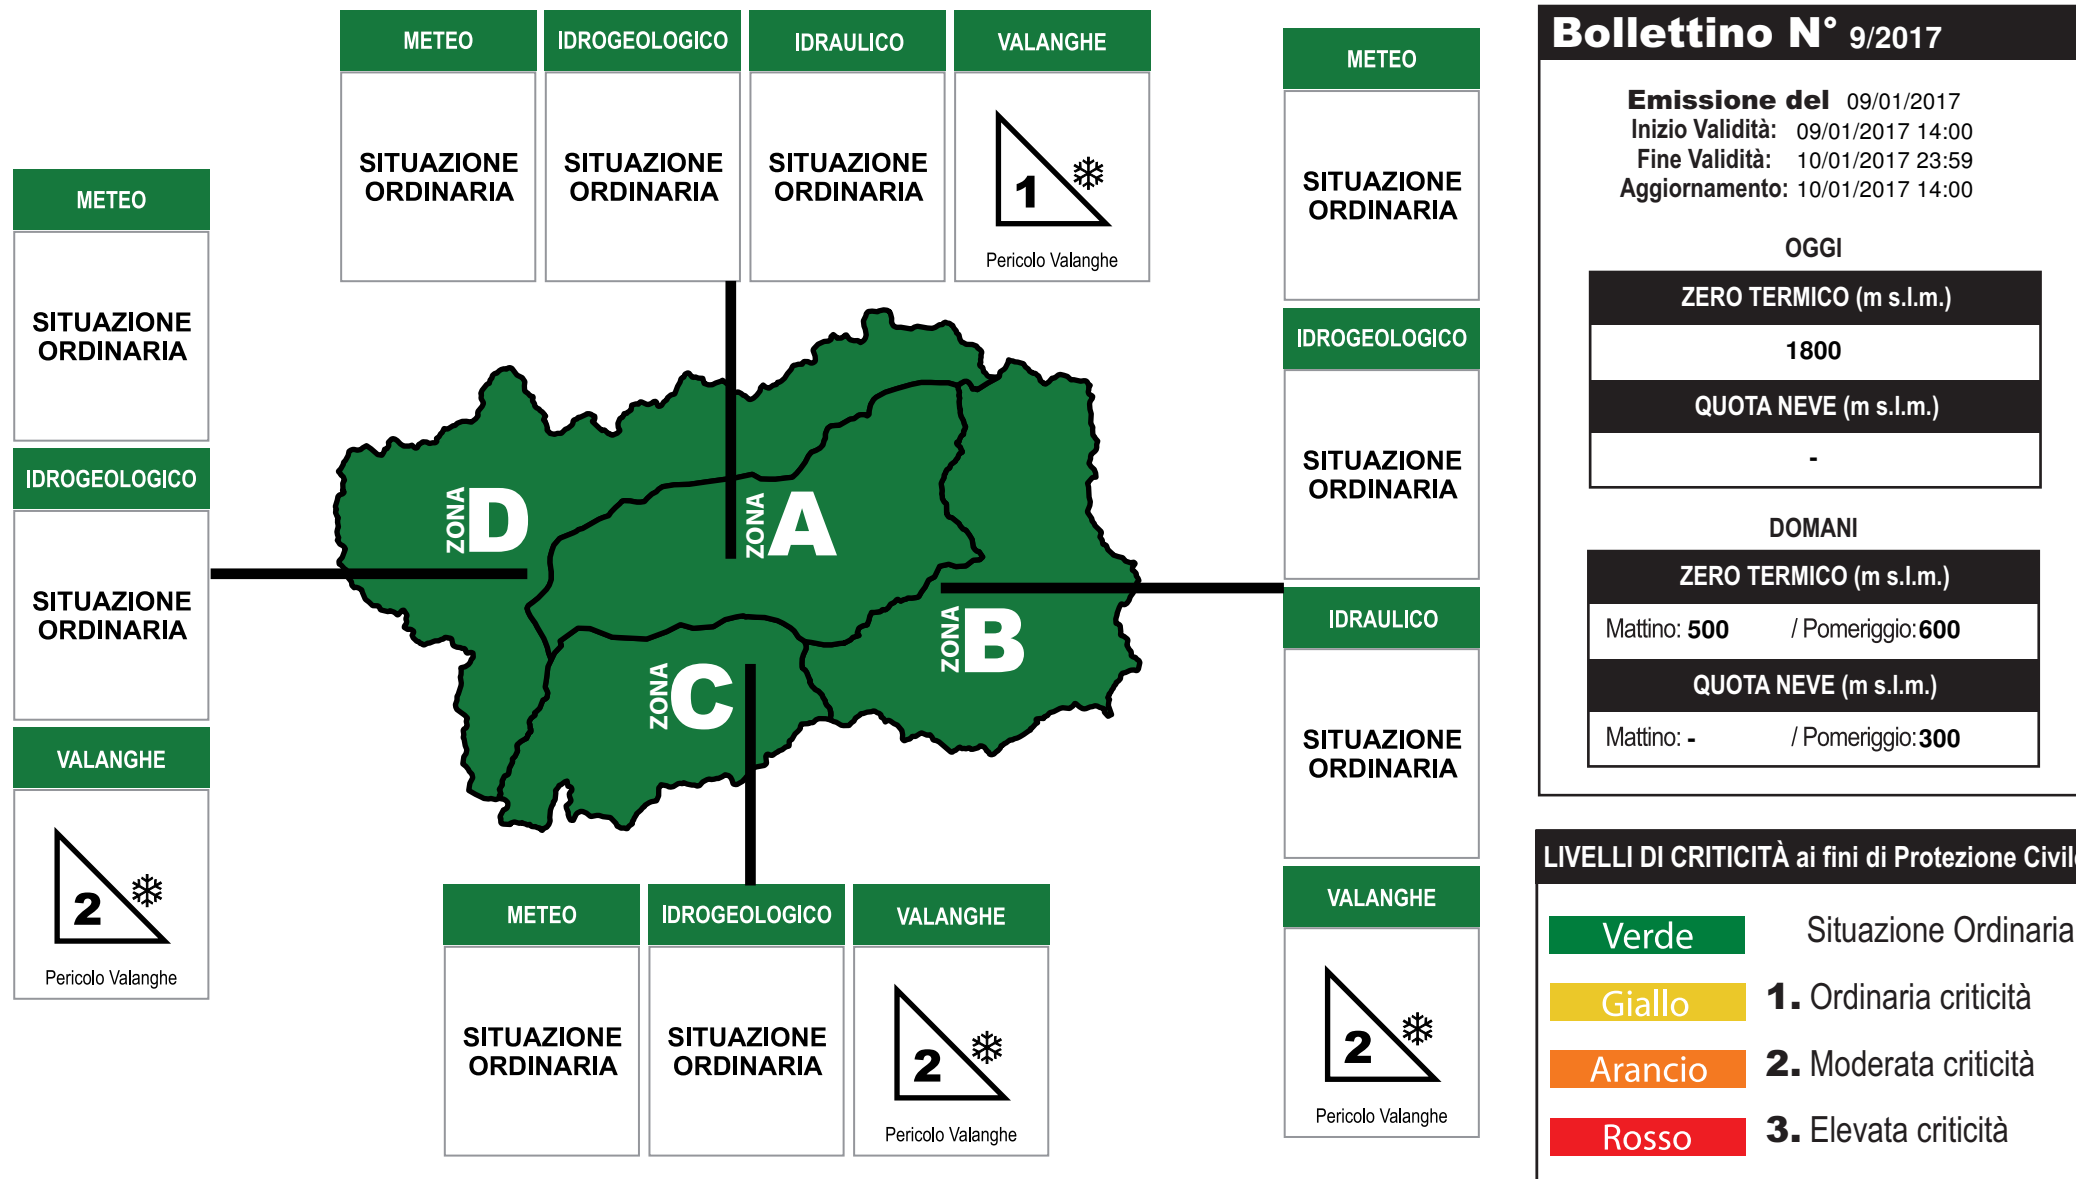 METEO
IDROGEOLOGICO
IDRAULICO
VALANGHE
SITUAZIONE
ORDINARIA
SITUAZIONE
ORDINARIA
SITUAZIONE
ORDINARIA
1
Pericolo Valanghe
METEO
SITUAZIONE
ORDINARIA
IDROGEOLOGICO
SITUAZIONE
ORDINARIA
VALANGHE
2
Pericolo Valanghe
ZONA D
ZONA A
ZONA B
ZONA C
METEO
IDROGEOLOGICO
VALANGHE
SITUAZIONE
ORDINARIA
SITUAZIONE
ORDINARIA
2
Pericolo Valanghe
METEO
SITUAZIONE
ORDINARIA
IDROGEOLOGICO
SITUAZIONE
ORDINARIA
IDRAULICO
SITUAZIONE
ORDINARIA
VALANGHE
2
Pericolo Valanghe
Bollettino N° 9/2017
Emissione del 09/01/2017
Inizio Validità: 09/01/2017 14:00
Fine Validità: 10/01/2017 23:59
Aggiornamento: 10/01/2017 14:00
OGGI
ZERO TERMICO (m s.l.m.)
1800
QUOTA NEVE (m s.l.m.)
-
DOMANI
ZERO TERMICO (m s.l.m.)
Mattino: 500 / Pomeriggio: 600
QUOTA NEVE (m s.l.m.)
Mattino: - / Pomeriggio: 300
LIVELLI DI CRITICITÀ ai fini di Protezione Civile
Verde Situazione Ordinaria
Giallo 1. Ordinaria criticità
Arancio 2. Moderata criticità
Rosso 3. Elevata criticità